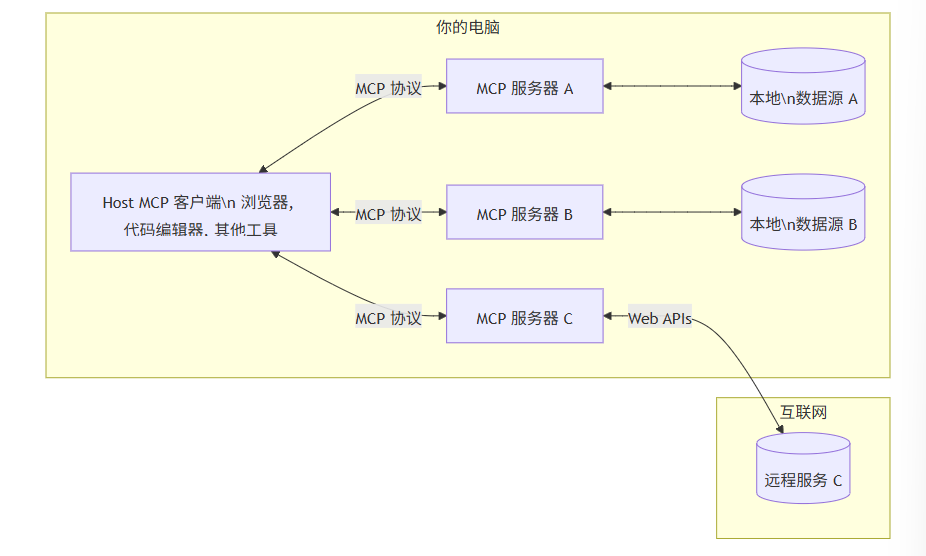 你的电脑
MCP 协议
MCP 服务器 A
本地\n数据源 A
Host MCP 客户端\n 浏览器,
代码编辑器, 其他工具
MCP 协议
MCP 服务器 B
本地\n数据源 B
MCP 协议
MCP 服务器 C
Web APIs
互联网
远程服务 C